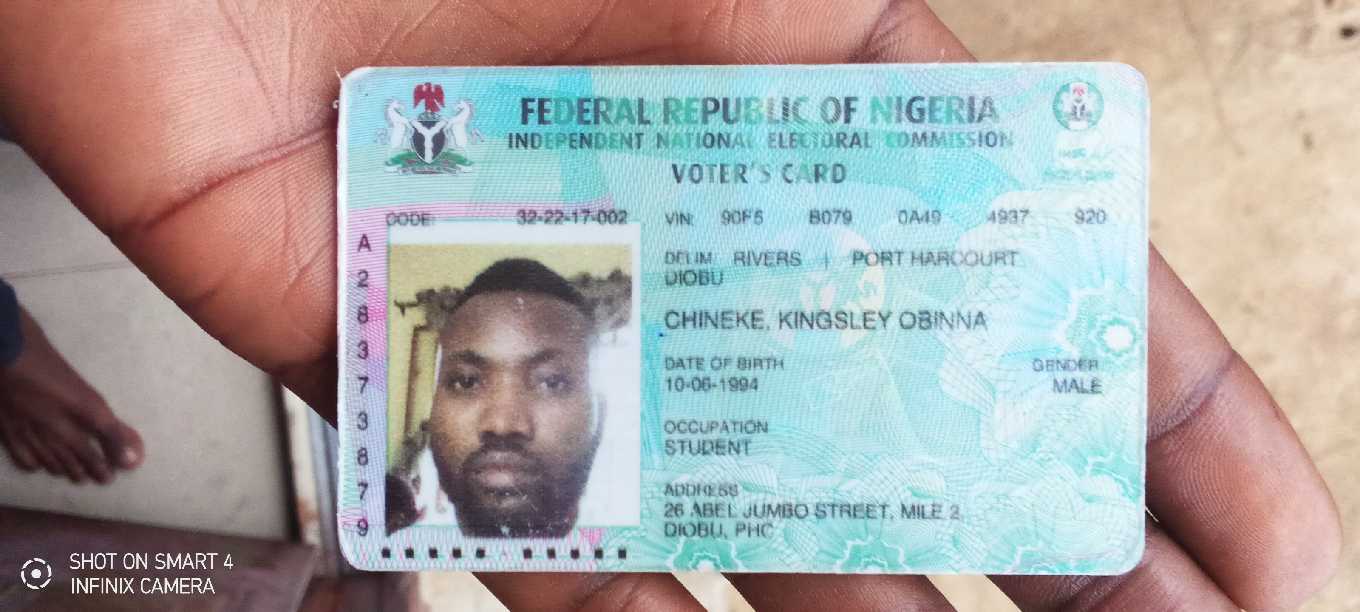 FEDERAL REPUBLIC OF NIGERIA
INDEPENDENT NATIONAL ELECTORAL COMMISSION
VOTER'S CARD
CODE: 32-22-17-002
VIN: 90F5 B079 0A49 4937 920
DELIM RIVERS | PORT HARCOURT
DIOBU
CHINEKE, KINGSLEY OBINNA
DATE OF BIRTH
10-06-1994
GENDER
MALE
OCCUPATION
STUDENT
ADDRESS
26 ABEL JUMBO STREET, MILE 2,
DIOBU, PHC
A
2
8
3
7
3
8
7
9
SHOT ON SMART 4
INFINIX CAMERA